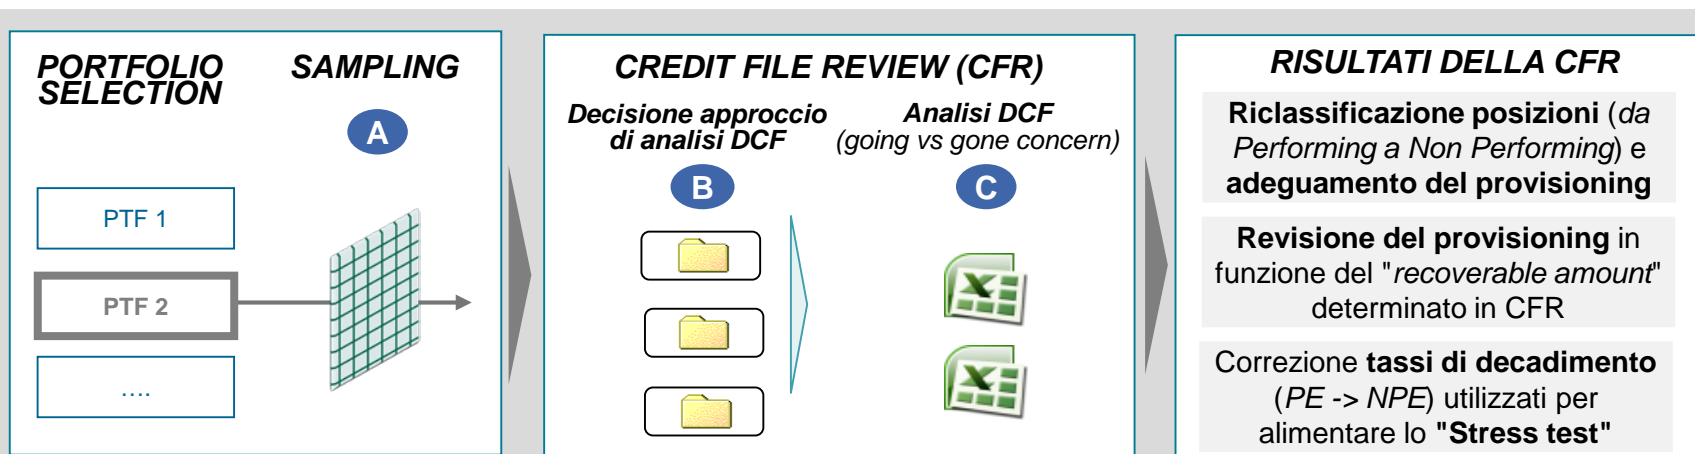 PORTFOLIO
SELECTION
SAMPLING
A
PTF 1
PTF 2
....
CREDIT FILE REVIEW (CFR)
Decisione approccio
di analisi DCF
B
Analisi DCF
(going vs gone concern)
C
RISULTATI DELLA CFR
Riclassificazione posizioni (da
Performing a Non Performing) e
adeguamento del provisioning
Revisione del provisioning in
funzione del "recoverable amount"
determinato in CFR
Correzione tassi di decadimento
(PE -> NPE) utilizzati per
alimentare lo "Stress test"